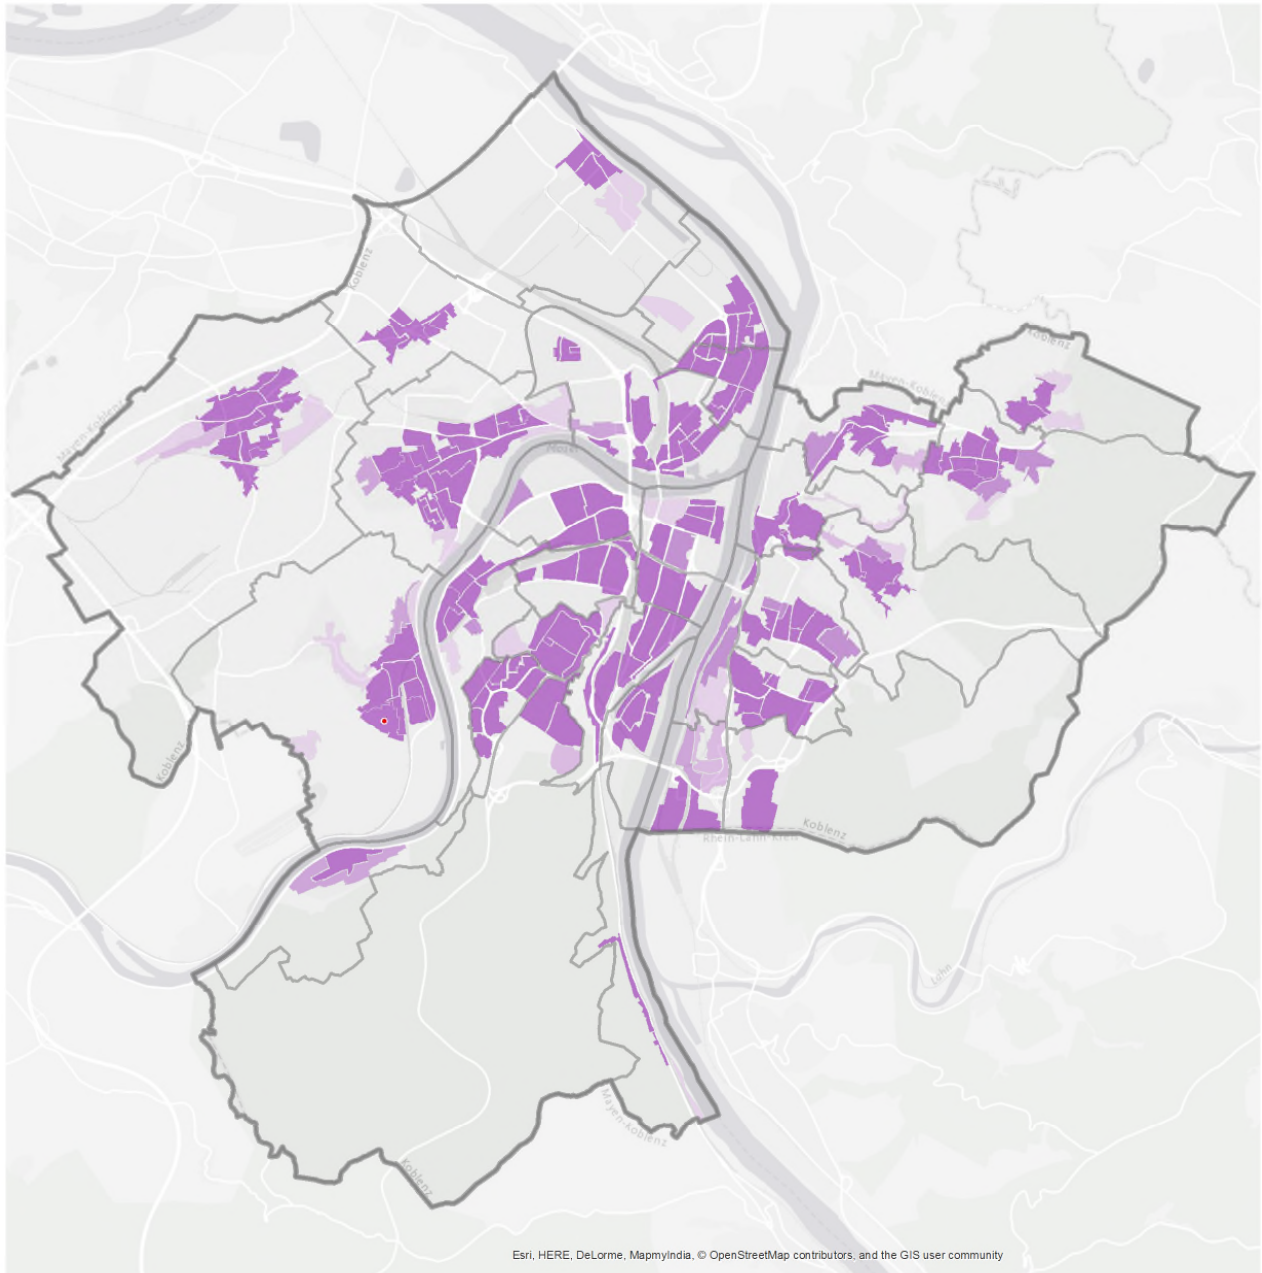 Koblenz
Koblenz
Mayen-Koblenz
Mayen-Koblenz
Mosel
Koblenz
Koblenz
Rhein-Lahn-Kreis
Lahn
Mayen-Koblenz
Koblenz
Esri, HERE, DeLorme, MapmyIndia, © OpenStreetMap contributors, and the GIS user community